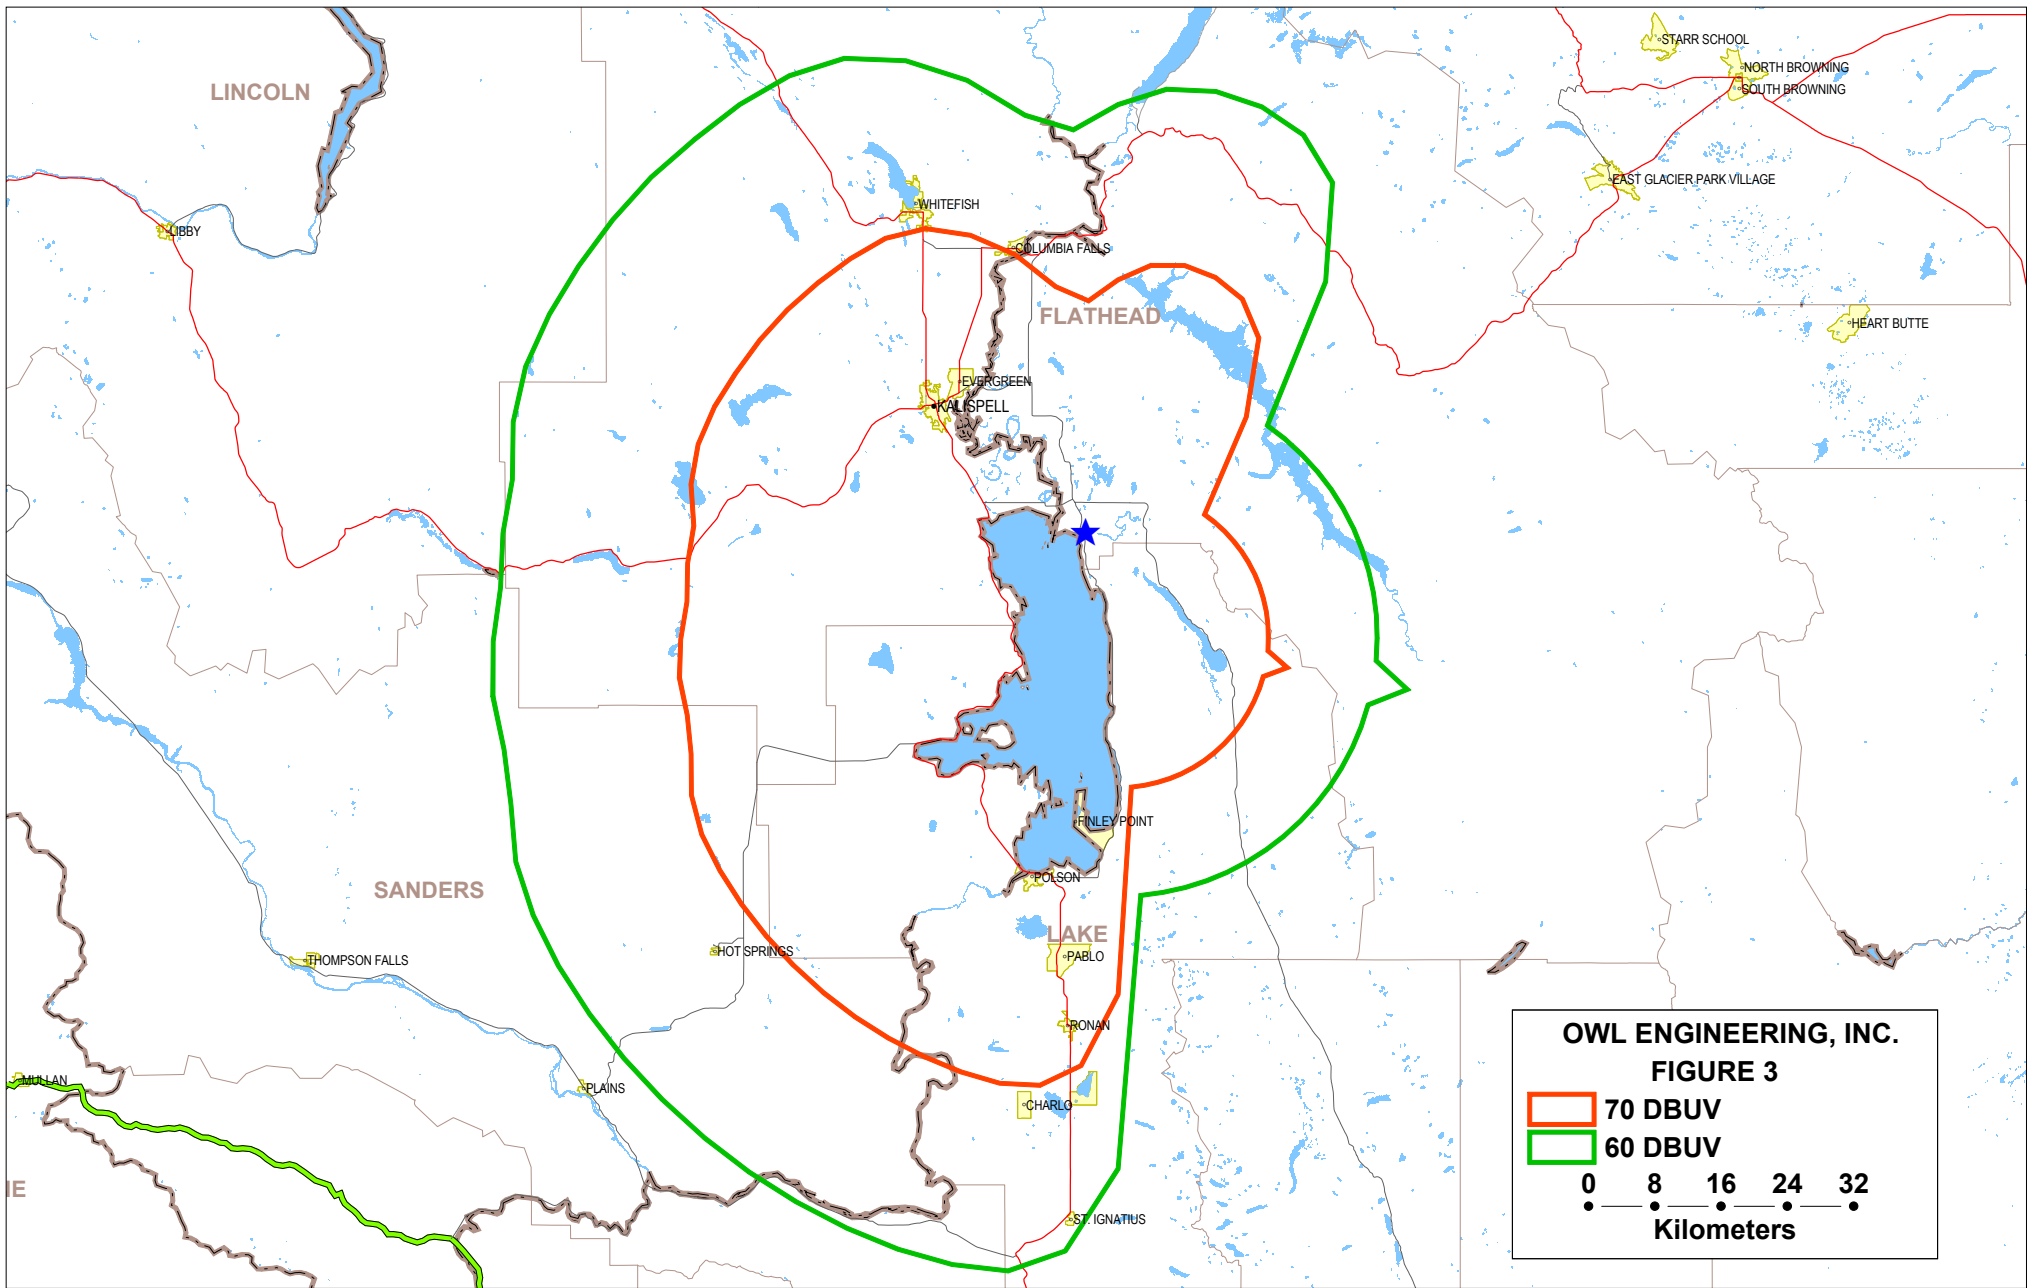 STARR SCHOOL
NORTH BROWNING
SOUTH BROWNING
LINCOLN
EAST GLACIER PARK VILLAGE
WHITEFISH
LIBBY
COLUMBIA FALLS
FLATHEAD
HEART BUTTE
EVERGREEN
KALISPELL
FINLEY POINT
POLSON
SANDERS
LAKE
HOT SPRINGS
PABLO
THOMPSON FALLS
RONAN
MULLAN
PLAINS
CHARLO
IE
ST. IGNATIUS
OWL ENGINEERING, INC.
FIGURE 3
70 DBUV
60 DBUV
0 8 16 24 32
Kilometers